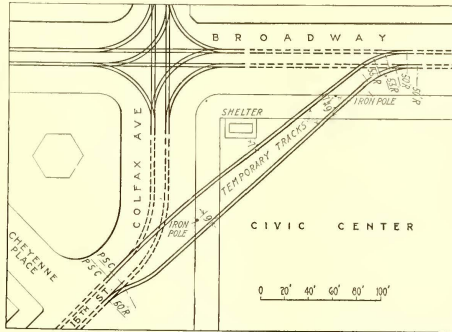 BROADWAY
COLFAX AVE
SHELTER
IRON POLE
TEMPORARY TRACKS
IRON POLE
CIVIC CENTER
CHEYENNE
PLACE
P.S.C.
P.S.C.
60'R
0 20' 40' 60' 80' 100'